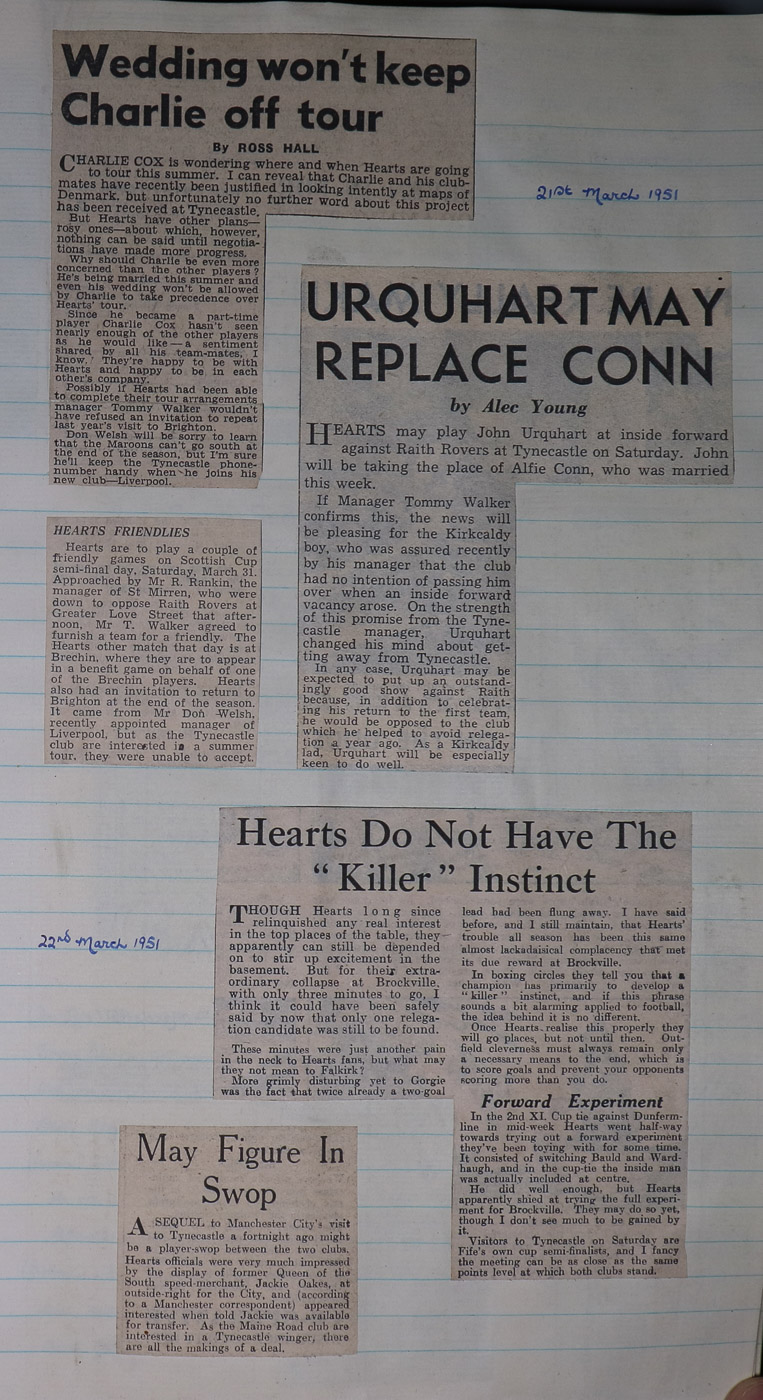 Wedding won't keep
Charlie off tour
By ROSS HALL
CHARLIE COX is wondering where and when Hearts are going
to tour this summer. I can reveal that Charlie and his club-
mates have recently been justified in looking intently at maps of
Denmark, but unfortunately no further word about this project
has been received at Tynecastle.
But Hearts have other plans—
rosy ones—about which, however,
nothing can be said until negotia-
tions have made more progress.
Why should Charlie be even more
concerned than the other players?
He's being married this summer and
even his wedding won't be allowed
by Charlie to take precedence over
Hearts' tour.
Since he became a part-time
player Charlie Cox hasn't seen
nearly enough of the other players
as he would like—a sentiment
shared by all his team-mates, I
know. They're happy to be with
Hearts and happy to be in each
other's company.
Possibly if Hearts had been able
to complete their tour arrangements
manager Tommy Walker wouldn't
have refused an invitation to repeat
last year's visit to Brighton.
Don Welsh will be sorry to learn
that the Maroons can't go south at
the end of the season, but I'm sure
he'll keep the Tynecastle phone-
number handy when he joins his
new club—Liverpool.
21st March 1951
URQUHART MAY
REPLACE CONN
by Alec Young
HEARTS may play John Urquhart at inside forward
against Raith Rovers at Tynecastle on Saturday. John
will be taking the place of Alfie Conn, who was married
this week.
If Manager Tommy Walker
confirms this, the news will
be pleasing for the Kirkcaldy
boy, who was assured recently
by his manager that the club
had no intention of passing him
over when an inside forward
vacancy arose. On the strength
of this promise from the Tyne-
castle manager, Urquhart
changed his mind about get-
ting away from Tynecastle.
In any case, Urquhart may be
expected to put up an outstand-
ingly good show against Raith
because, in addition to celebrat-
ing his return to the first team,
he would be opposed to the club
which he helped to avoid relega-
tion a year ago. As a Kirkcaldy
lad, Urquhart will be especially
keen to do well.
HEARTS FRIENDLIES
Hearts are to play a couple of
friendly games on Scottish Cup
semi-final day, Saturday, March 31.
Approached by Mr R. Rankin, the
manager of St Mirren, who were
down to oppose Raith Rovers at
Greater Love Street that after-
noon, Mr T. Walker agreed to
furnish a team for a friendly. The
Hearts other match that day is at
Brechin, where they are to appear
in a benefit game on behalf of one
of the Brechin players. Hearts
also had an invitation to return to
Brighton at the end of the season.
It came from Mr Don Welsh,
recently appointed manager of
Liverpool, but as the Tynecastle
club are interested in a summer
tour, they were unable to accept.
22nd March 1951
Hearts Do Not Have The
"Killer" Instinct
THOUGH Hearts long since
relinquished any real interest
in the top places of the table, they
apparently can still be depended
on to stir up excitement in the
basement. But for their extra-
ordinary collapse at Brockville,
with only three minutes to go, I
think it could have been safely
said by now that only one relega-
tion candidate was still to be found.
These minutes were just another pain
in the neck to Hearts fans, but what may
they not mean to Falkirk?
More grimly disturbing yet to Gorgie
was the fact that twice already a two-goal
lead had been flung away. I have said
before, and I still maintain, that Hearts'
trouble all season has been this same
almost lackadaisical complacency that met
its due reward at Brockville.
In boxing circles they tell you that a
champion has primarily to develop a
"killer" instinct, and if this phrase
sounds a bit alarming applied to football,
the idea behind it is no different.
Once Hearts realise this properly they
will go places, but not until then. Out-
field cleverness must always remain only
a necessary means to the end, which is
to score goals and prevent your opponents
scoring more than you do.
Forward Experiment
In the 2nd XI. Cup tie against Dunferm-
line in mid-week Hearts went half-way
towards trying out a forward experiment
they've been toying with for some time.
It consisted of switching Bauld and Ward-
haugh, and in the cup-tie the inside man
was actually included at centre.
He did well enough, but Hearts
apparently shied at trying the full experi-
ment for Brockville. They may do so yet,
though I don't see much to be gained by
it.
Visitors to Tynecastle on Saturday are
Fife's own cup semi-finalists, and I fancy
the meeting can be as close as the same
points level at which both clubs stand.
May Figure In
Swop
A SEQUEL to Manchester City's visit
to Tynecastle a fortnight ago might
be a player-swop between the two clubs.
Hearts officials were very much impressed
by the display of former Queen of the
South speed-merchant, Jackie Oakes, at
outside-right for the City, and (according
to a Manchester correspondent) appeared
interested when told Jackie was available
for transfer. As the Maine Road club are
interested in a Tynecastle winger, there
are all the makings of a deal.